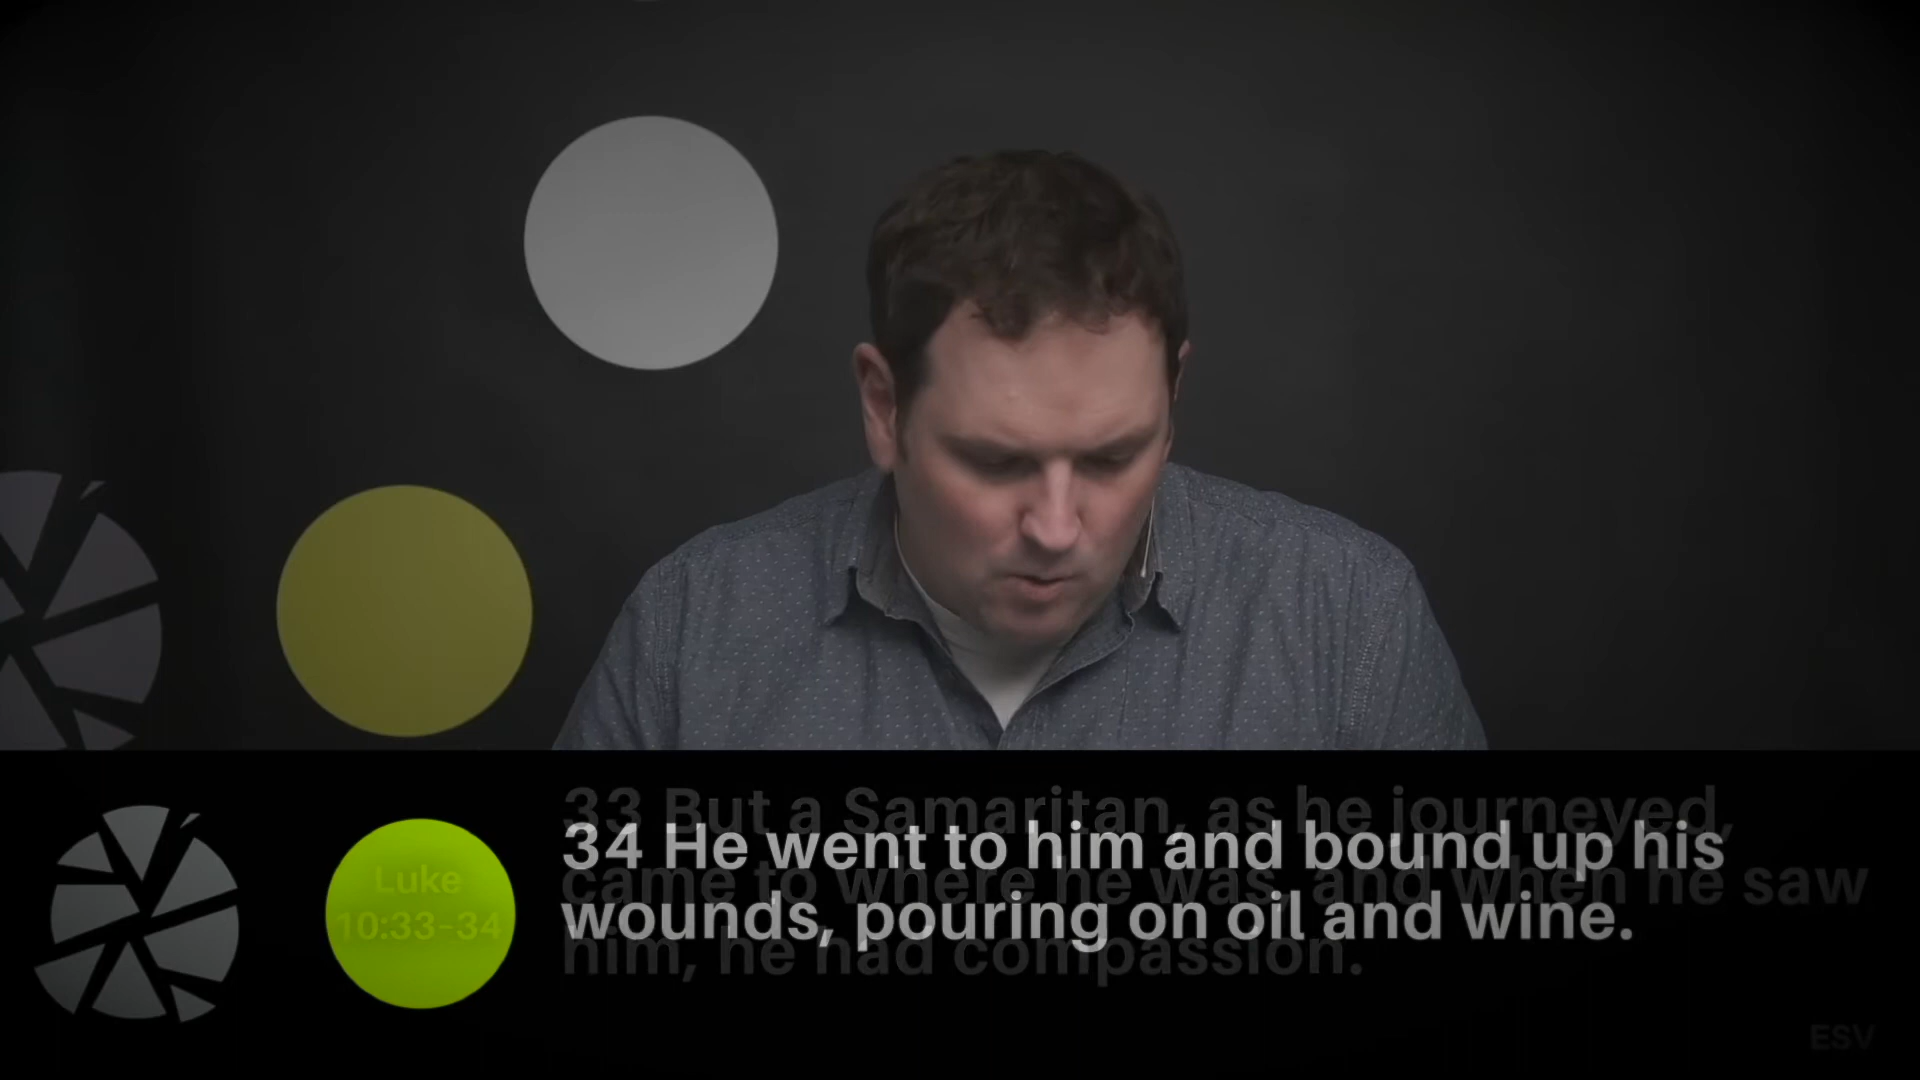 Luke
10:33-34
33 But a Samaritan, as he journeyed,
came to where he was, and when he saw
him, he had compassion.
34 He went to him and bound up his
wounds, pouring on oil and wine.
ESV